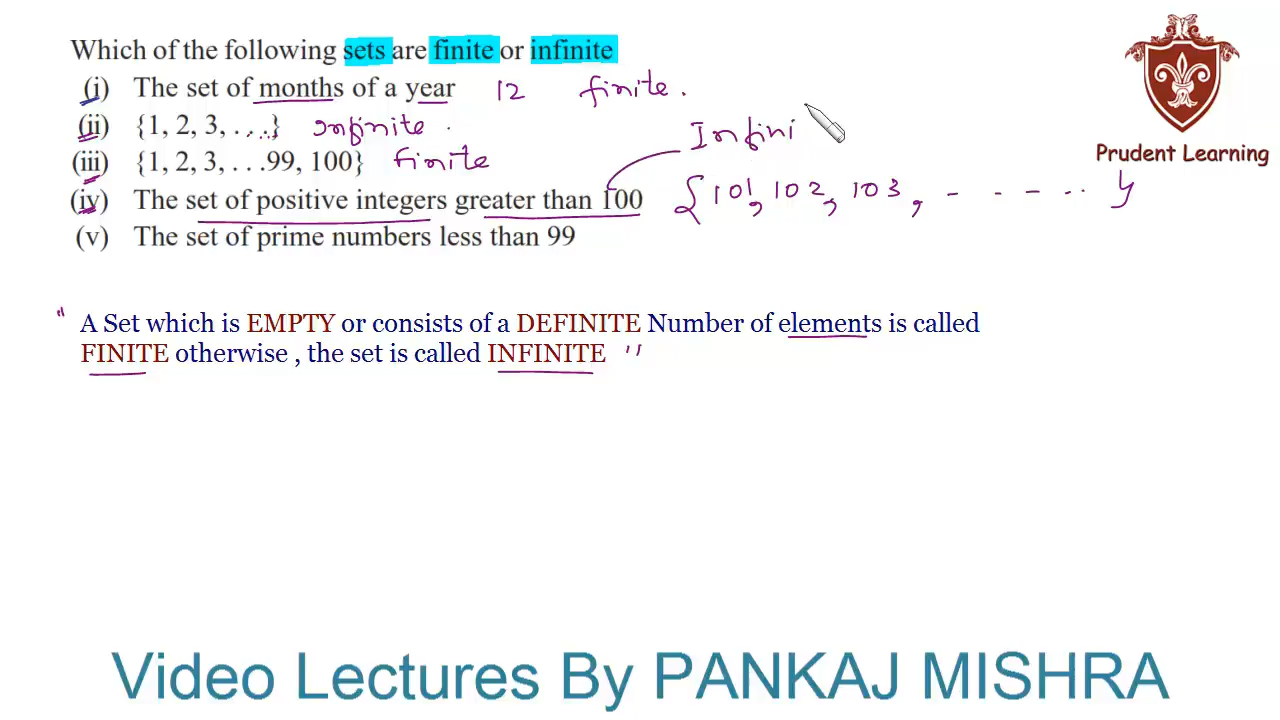 Which of the following sets are finite or infinite
(i) The set of months of a year 12 finite.
(ii) {1, 2, 3, . . .} Infinite.
(iii) {1, 2, 3, . . .99, 100} Finite
Infini
(iv) The set of positive integers greater than 100 {101, 102, 103, - - - .. }
(v) The set of prime numbers less than 99
Prudent Learning
" A Set which is EMPTY or consists of a DEFINITE Number of elements is called
FINITE otherwise , the set is called INFINITE "
Video Lectures By PANKAJ MISHRA